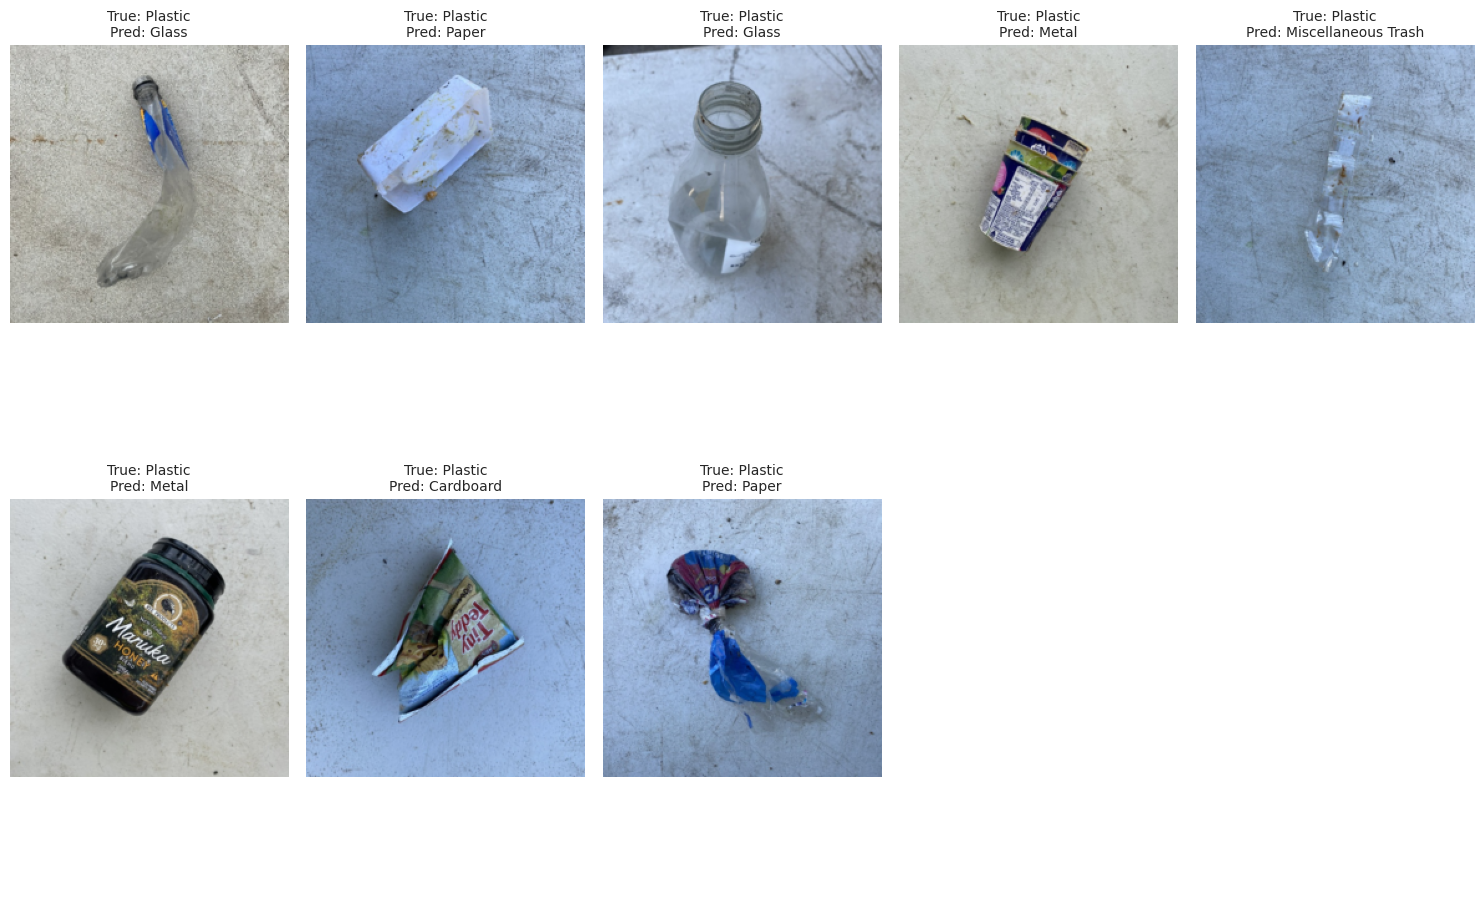 True: Plastic
Pred: Glass
True: Plastic
Pred: Paper
True: Plastic
Pred: Glass
True: Plastic
Pred: Metal
True: Plastic
Pred: Miscellaneous Trash
True: Plastic
Pred: Metal
Manuka
HONEY
True: Plastic
Pred: Cardboard
Tiny
Teddy
True: Plastic
Pred: Paper